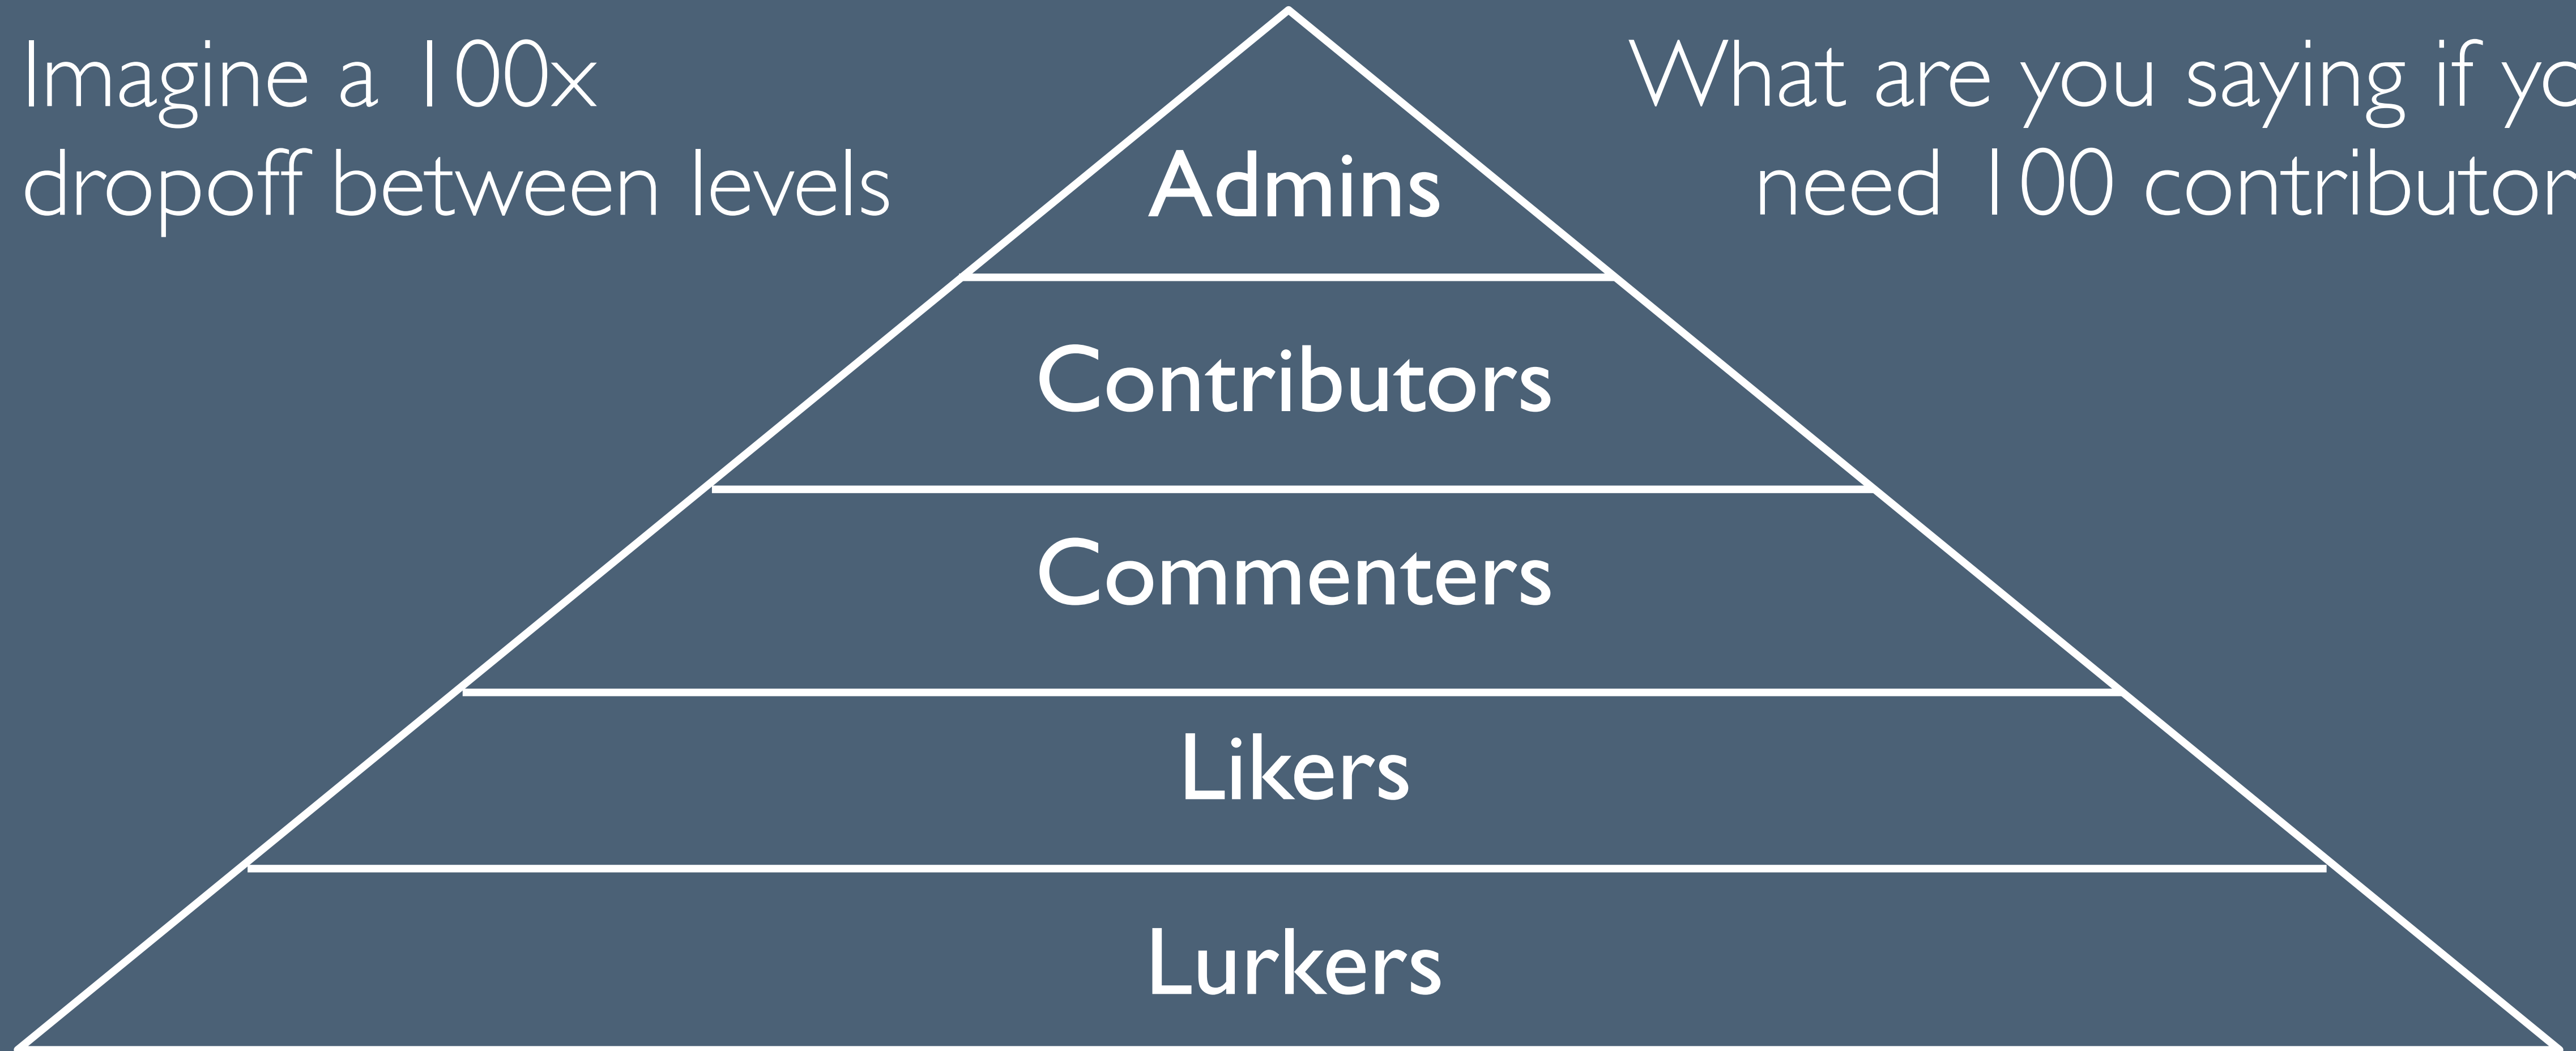 Imagine a 100x
dropoff between levels
What are you saying if yo
need 100 contributor
Admins
Contributors
Commenters
Likers
Lurkers